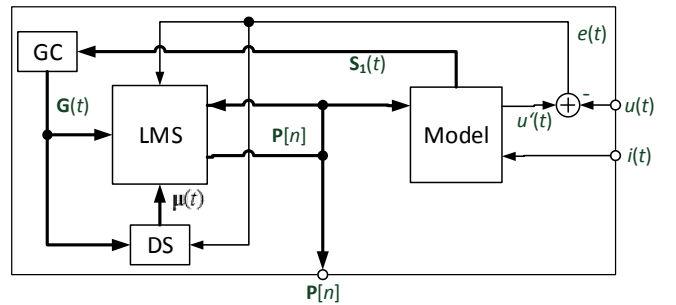 e(t)
GC
S₁(t)
G(t)
LMS
P[n]
Model
u'(t)
-
u(t)
i(t)
μ(t)
DS
P[n]